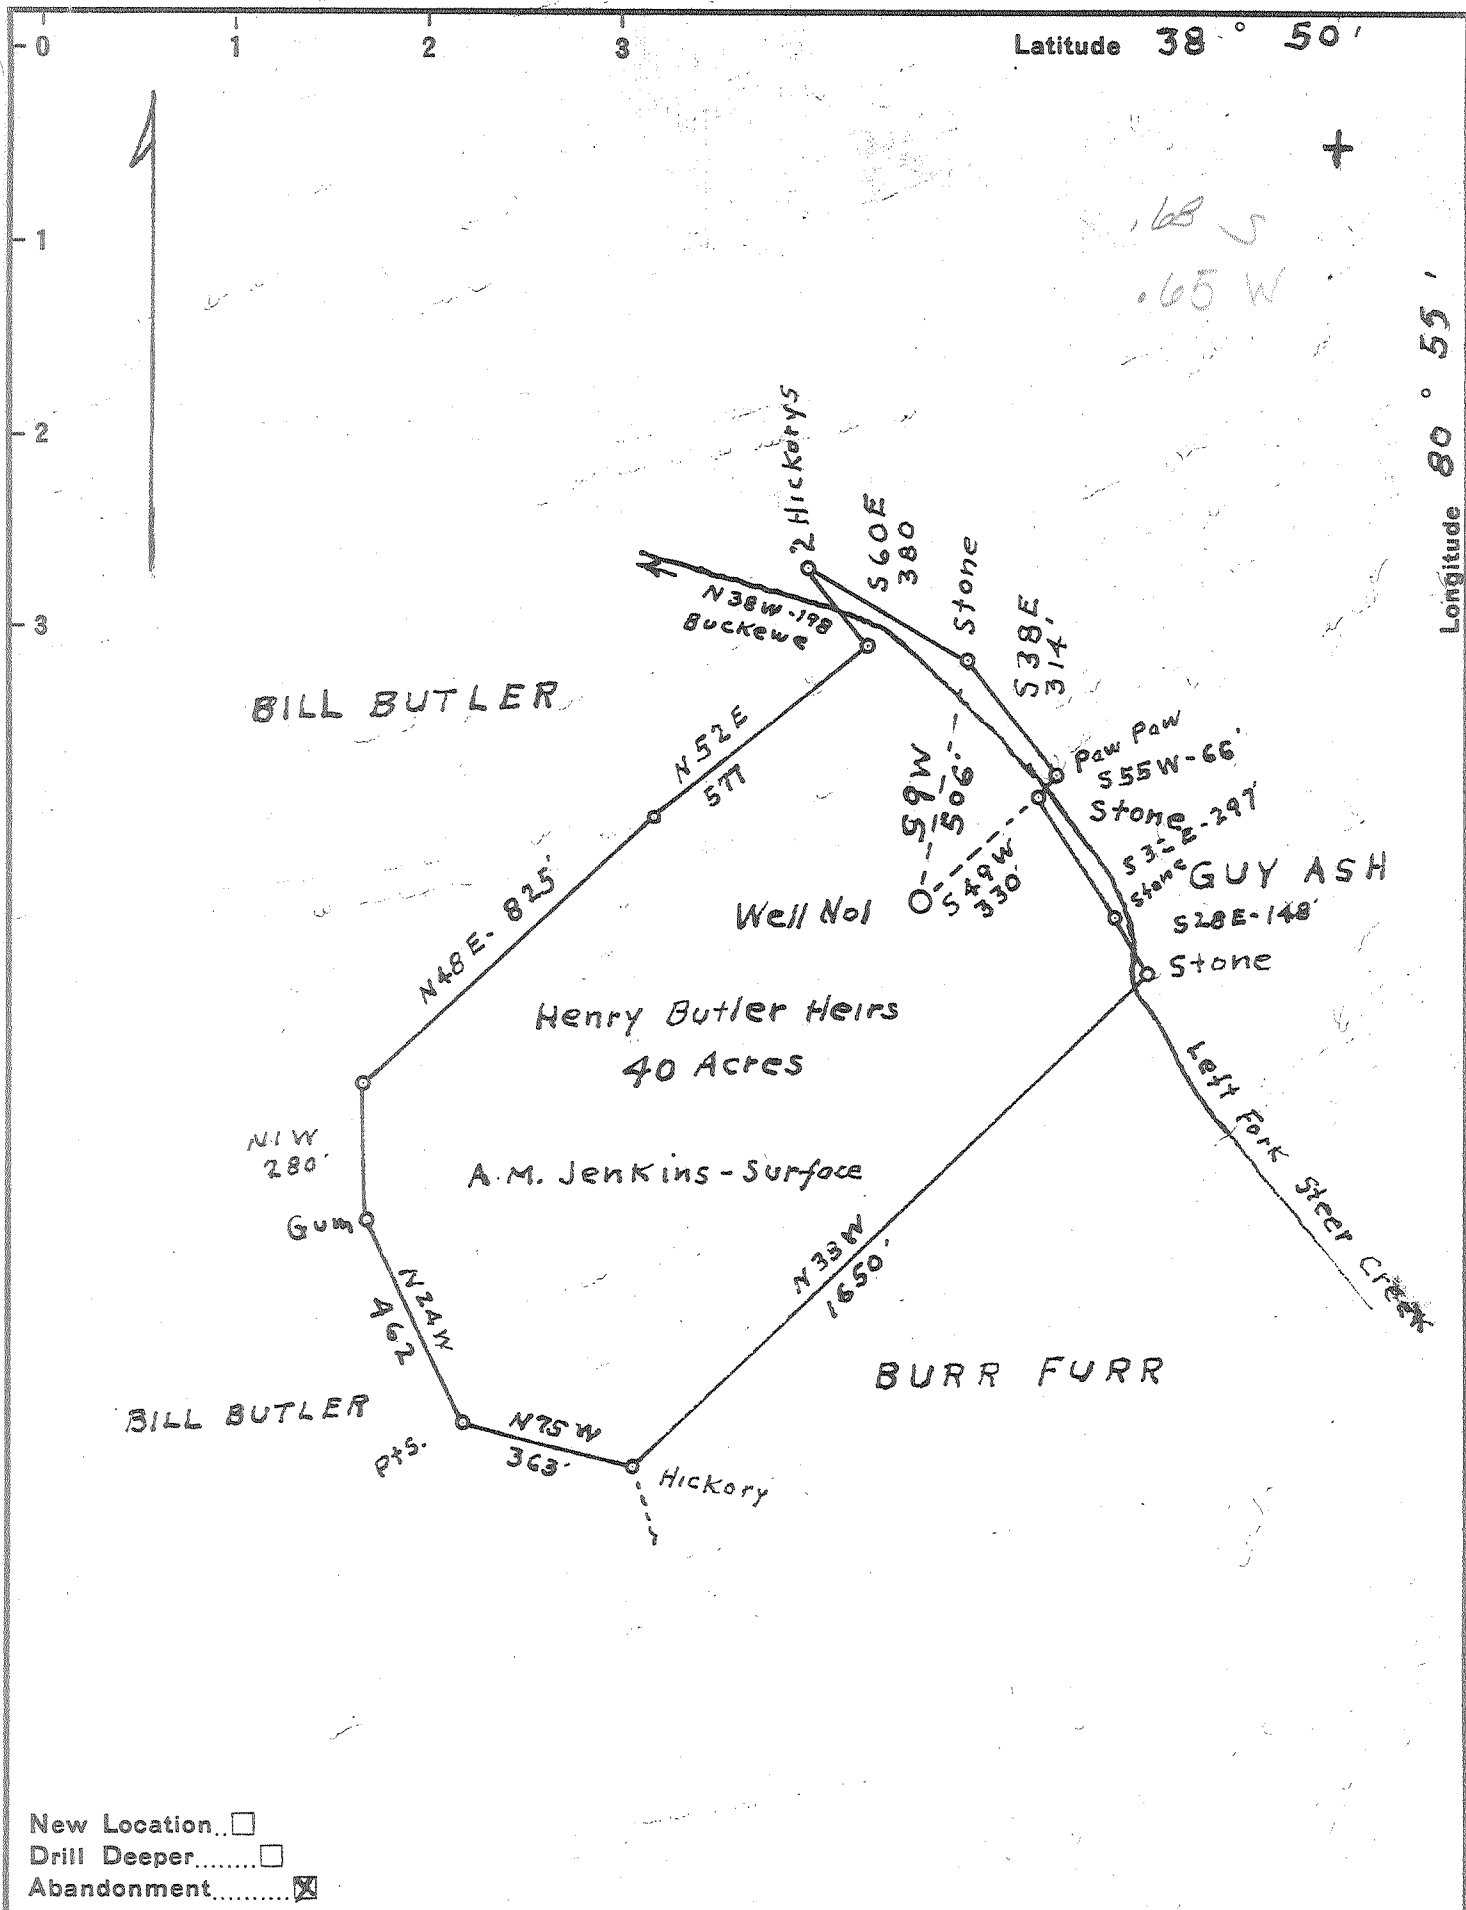 0 1 2 3
Latitude 38° 50'
+
.68 S
.65 W
1
2
3
Longitude 80° 55'
2 Hickorys
S60E
380
Stone
N38W-198
Buckewe
S38E
314'
BILL BUTLER
N52E
577
Paw Paw
S55W-66'
Stone
S9W
506'
S49W
330'
Stone
GUY ASH
S28E-148'
Stone
Well No1
N48E-825'
Henry Butler Heirs
40 Acres
Left Fork Steer Creek
N1W
280'
A.M. Jenkins-Surface
Gum
N24W
462
N33W
1650'
BURR FURR
BILL BUTLER
Pts.
N75W
363'
Hickory
New Location..☐
Drill Deeper........☐
Abandonment..........☒